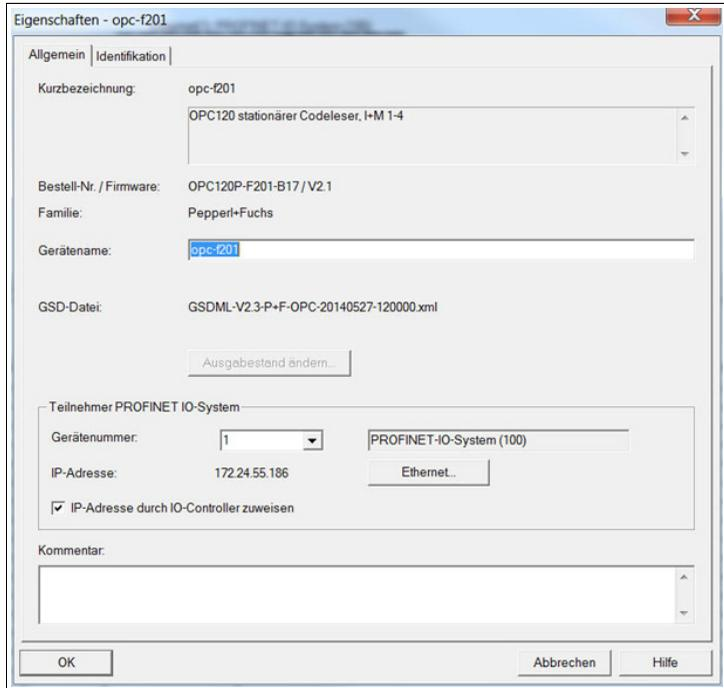 Eigenschaften - opc-f201
Allgemein Identifikation
Kurzbezeichnung: opc-f201
OPC120 stationärer Codeleser, I+M 1-4
Bestell-Nr. / Firmware: OPC120P-F201-B17 / V2.1
Familie: Pepperl+Fuchs
Gerätename: opc-f201
GSD-Datei: GSDML-V2.3-P+F-OPC-20140527-120000.xml
Ausgabestand ändern...
Teilnehmer PROFINET IO-System
Gerätenummer: 1 PROFINET-IO-System (100)
IP-Adresse: 172.24.55.186 Ethernet...
IP-Adresse durch IO-Controller zuweisen
Kommentar:
OK Abbrechen Hilfe